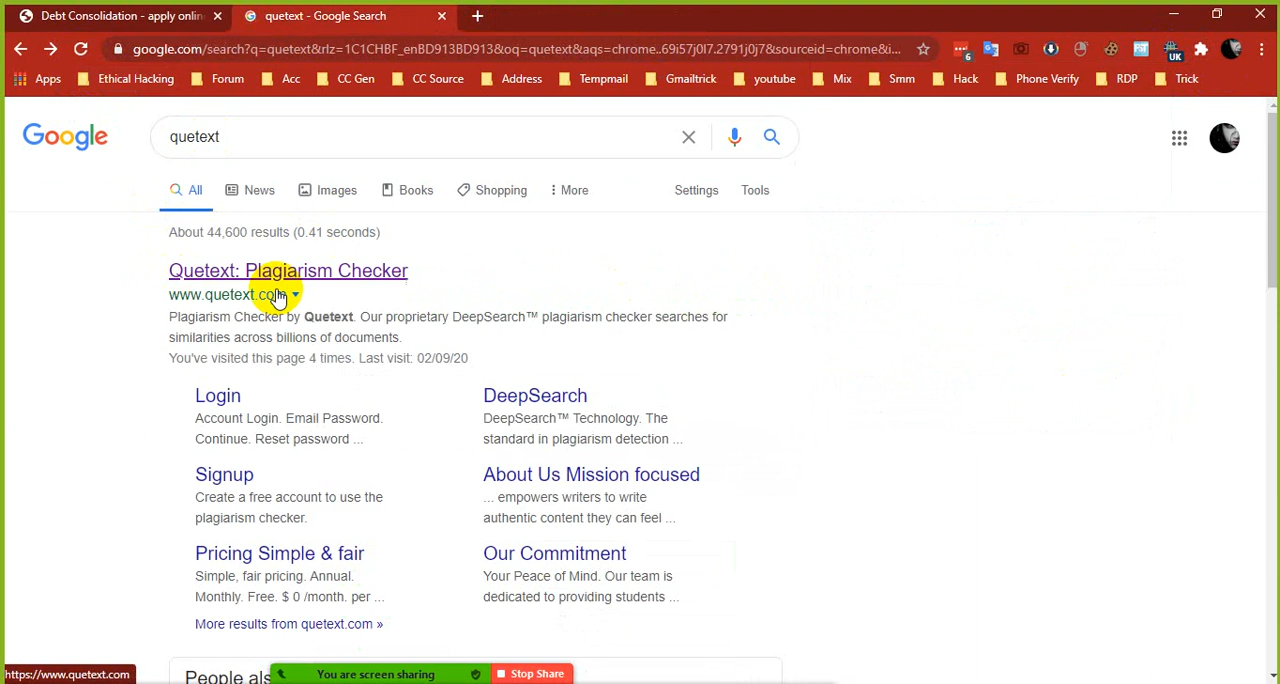 Debt Consolidation - apply onlin
quetext - Google Search
google.com/search?q=quetext&rlz=1C1CHBF_enBD913BD913&oq=quetext&aqs=chrome..69i57j0l7.2791j0j7&sourceid=chrome&i...
6
UK
Apps Ethical Hacking Forum Acc CC Gen CC Source Address Tempmail Gmailtrick youtube Mix Smm Hack Phone Verify RDP Trick
Google
quetext
All News Images Books Shopping More Settings Tools
About 44,600 results (0.41 seconds)
Quetext: Plagiarism Checker
www.quetext.com
Plagiarism Checker by Quetext. Our proprietary DeepSearch™ plagiarism checker searches for
similarities across billions of documents.
You've visited this page 4 times. Last visit: 02/09/20
Login
Account Login. Email Password.
Continue. Reset password ...
DeepSearch
DeepSearch™ Technology. The
standard in plagiarism detection ...
Signup
Create a free account to use the
plagiarism checker.
About Us Mission focused
... empowers writers to write
authentic content they can feel ...
Pricing Simple & fair
Simple, fair pricing. Annual.
Monthly. Free. $ 0 /month. per ...
Our Commitment
Your Peace of Mind. Our team is
dedicated to providing students ...
More results from quetext.com »
People als
https://www.quetext.com
You are screen sharing
Stop Share